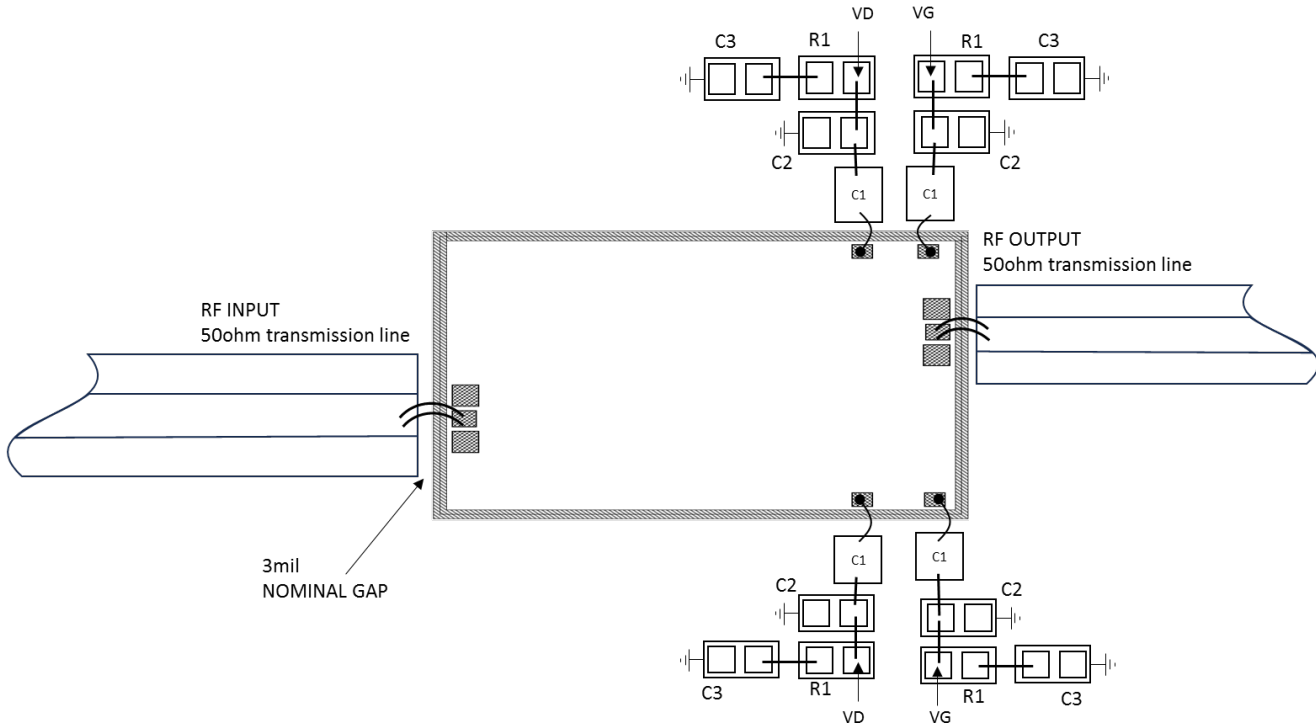 VD
VG
C3
R1
R1
C3
C2
C2
C1
C1
RF OUTPUT
50ohm transmission line
RF INPUT
50ohm transmission line
3mil
NOMINAL GAP
C1
C1
C2
C2
C3
R1
R1
C3
VD
VG